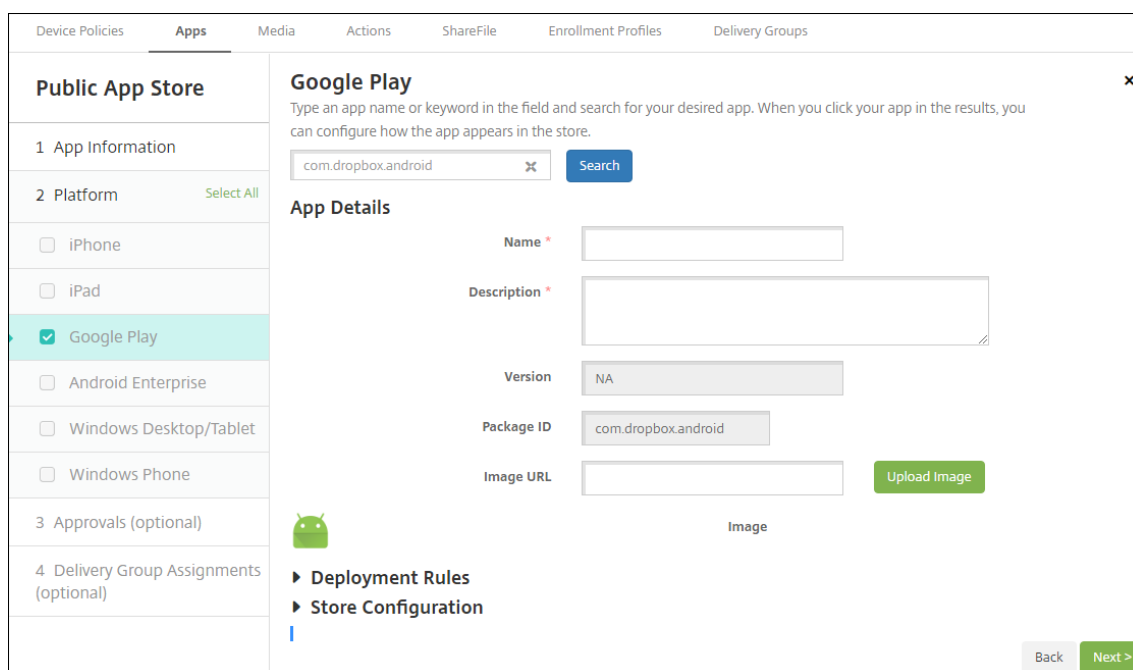 Device Policies Apps Media Actions ShareFile Enrollment Profiles Delivery Groups
Public App Store
1 App Information
2 Platform Select All
iPhone
iPad
Google Play
Android Enterprise
Windows Desktop/Tablet
Windows Phone
3 Approvals (optional)
4 Delivery Group Assignments
(optional)
Google Play
Type an app name or keyword in the field and search for your desired app. When you click your app in the results, you
can configure how the app appears in the store.
com.dropbox.android Search
App Details
Name *
Description *
Version NA
Package ID com.dropbox.android
Image URL Upload Image
Image
Deployment Rules
Store Configuration
Back Next >